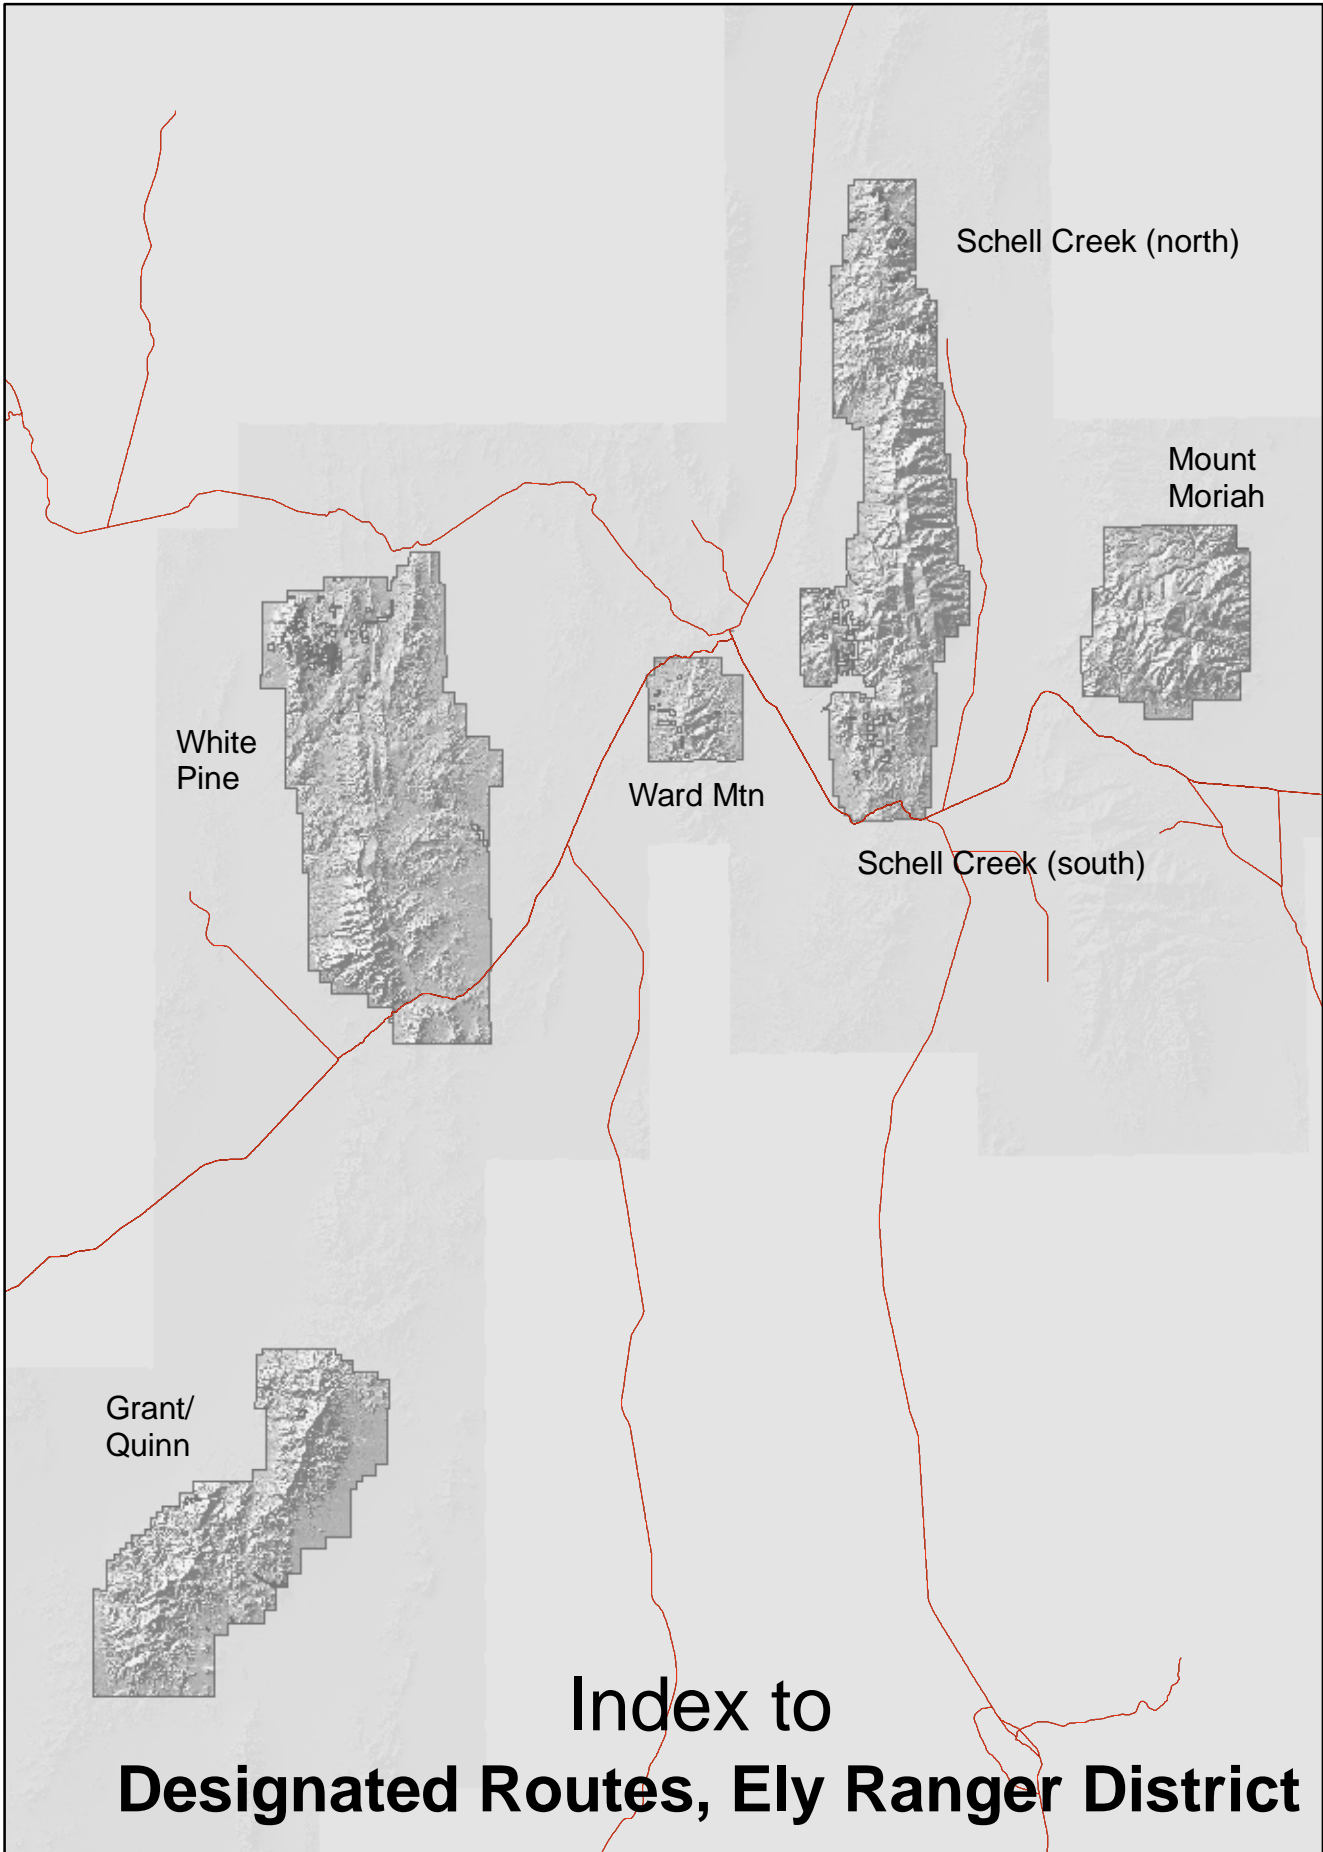 Schell Creek (north)
Mount
Moriah
White
Pine
Ward Mtn
Schell Creek (south)
Grant/
Quinn
Index to
Designated Routes, Ely Ranger District